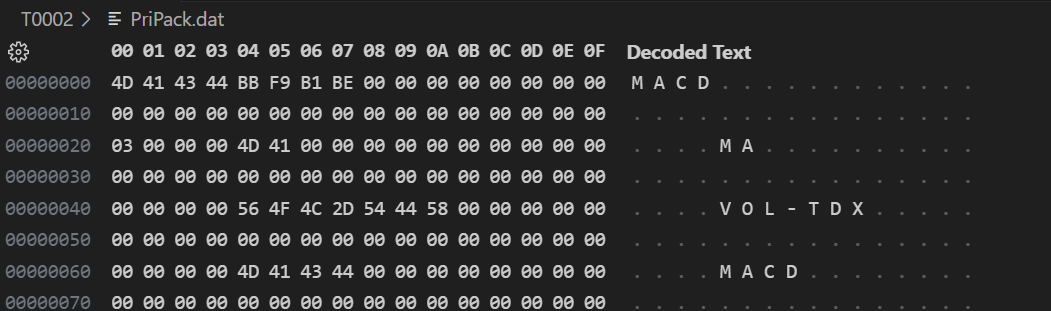 T0002 > PriPack.dat
00 01 02 03 04 05 06 07 08 09 0A 0B 0C 0D 0E 0F Decoded Text
00000000 4D 41 43 44 BB F9 B1 BE 00 00 00 00 00 00 00 00 M A C D . . . . . . . . . . . .
00000010 00 00 00 00 00 00 00 00 00 00 00 00 00 00 00 00 . . . . . . . . . . . . . . . .
00000020 03 00 00 00 4D 41 00 00 00 00 00 00 00 00 00 00 . . . . M A . . . . . . . . . .
00000030 00 00 00 00 00 00 00 00 00 00 00 00 00 00 00 00 . . . . . . . . . . . . . . . .
00000040 00 00 00 00 56 4F 4C 2D 54 44 58 00 00 00 00 00 . . . . V O L - T D X . . . . .
00000050 00 00 00 00 00 00 00 00 00 00 00 00 00 00 00 00 . . . . . . . . . . . . . . . .
00000060 00 00 00 00 4D 41 43 44 00 00 00 00 00 00 00 00 . . . . M A C D . . . . . . . .
00000070 00 00 00 00 00 00 00 00 00 00 00 00 00 00 00 00 . . . . . . . . . . . . . . . .